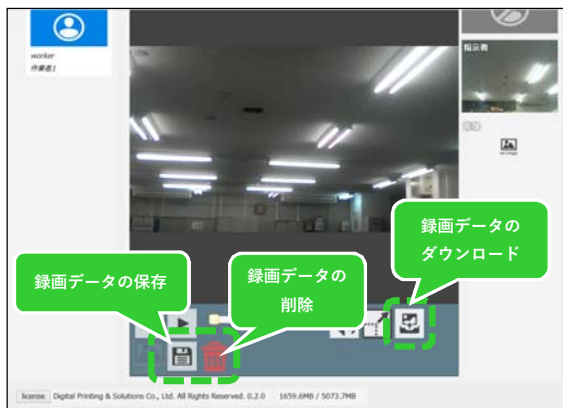 worker
作業者1
指示者
録画データの
ダウンロード
録画データの保存
録画データの
削除
license Digital Printing & Solutions Co., Ltd. All Rights Reserved. 0.2.0 1659.6MB / 5073.7MB